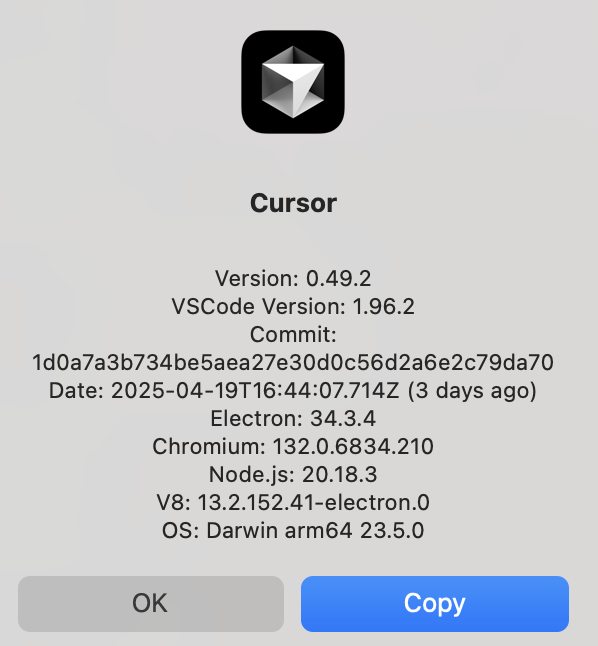 Cursor
Version: 0.49.2
VSCode Version: 1.96.2
Commit:
1d0a7a3b734be5aea27e30d0c56d2a6e2c79da70
Date: 2025-04-19T16:44:07.714Z (3 days ago)
Electron: 34.3.4
Chromium: 132.0.6834.210
Node.js: 20.18.3
V8: 13.2.152.41-electron.0
OS: Darwin arm64 23.5.0
OK
Copy